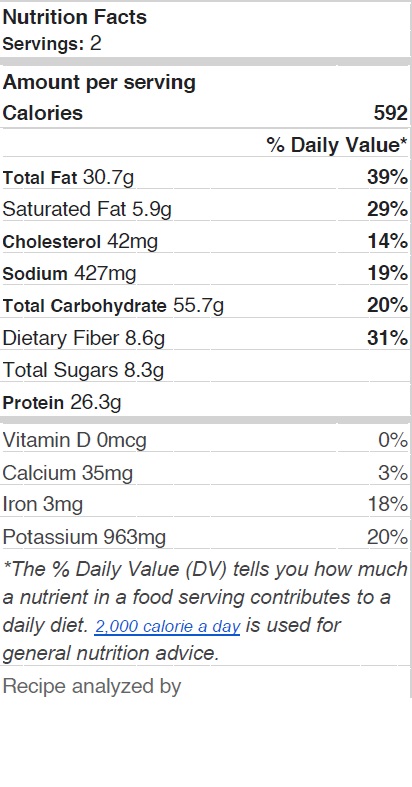 Nutrition Facts
Servings: 2
Amount per serving
Calories 592
% Daily Value*
Total Fat 30.7g 39%
Saturated Fat 5.9g 29%
Cholesterol 42mg 14%
Sodium 427mg 19%
Total Carbohydrate 55.7g 20%
Dietary Fiber 8.6g 31%
Total Sugars 8.3g
Protein 26.3g
Vitamin D 0mcg 0%
Calcium 35mg 3%
Iron 3mg 18%
Potassium 963mg 20%
*The % Daily Value (DV) tells you how much
a nutrient in a food serving contributes to a
daily diet. 2,000 calorie a day is used for
general nutrition advice.
Recipe analyzed by